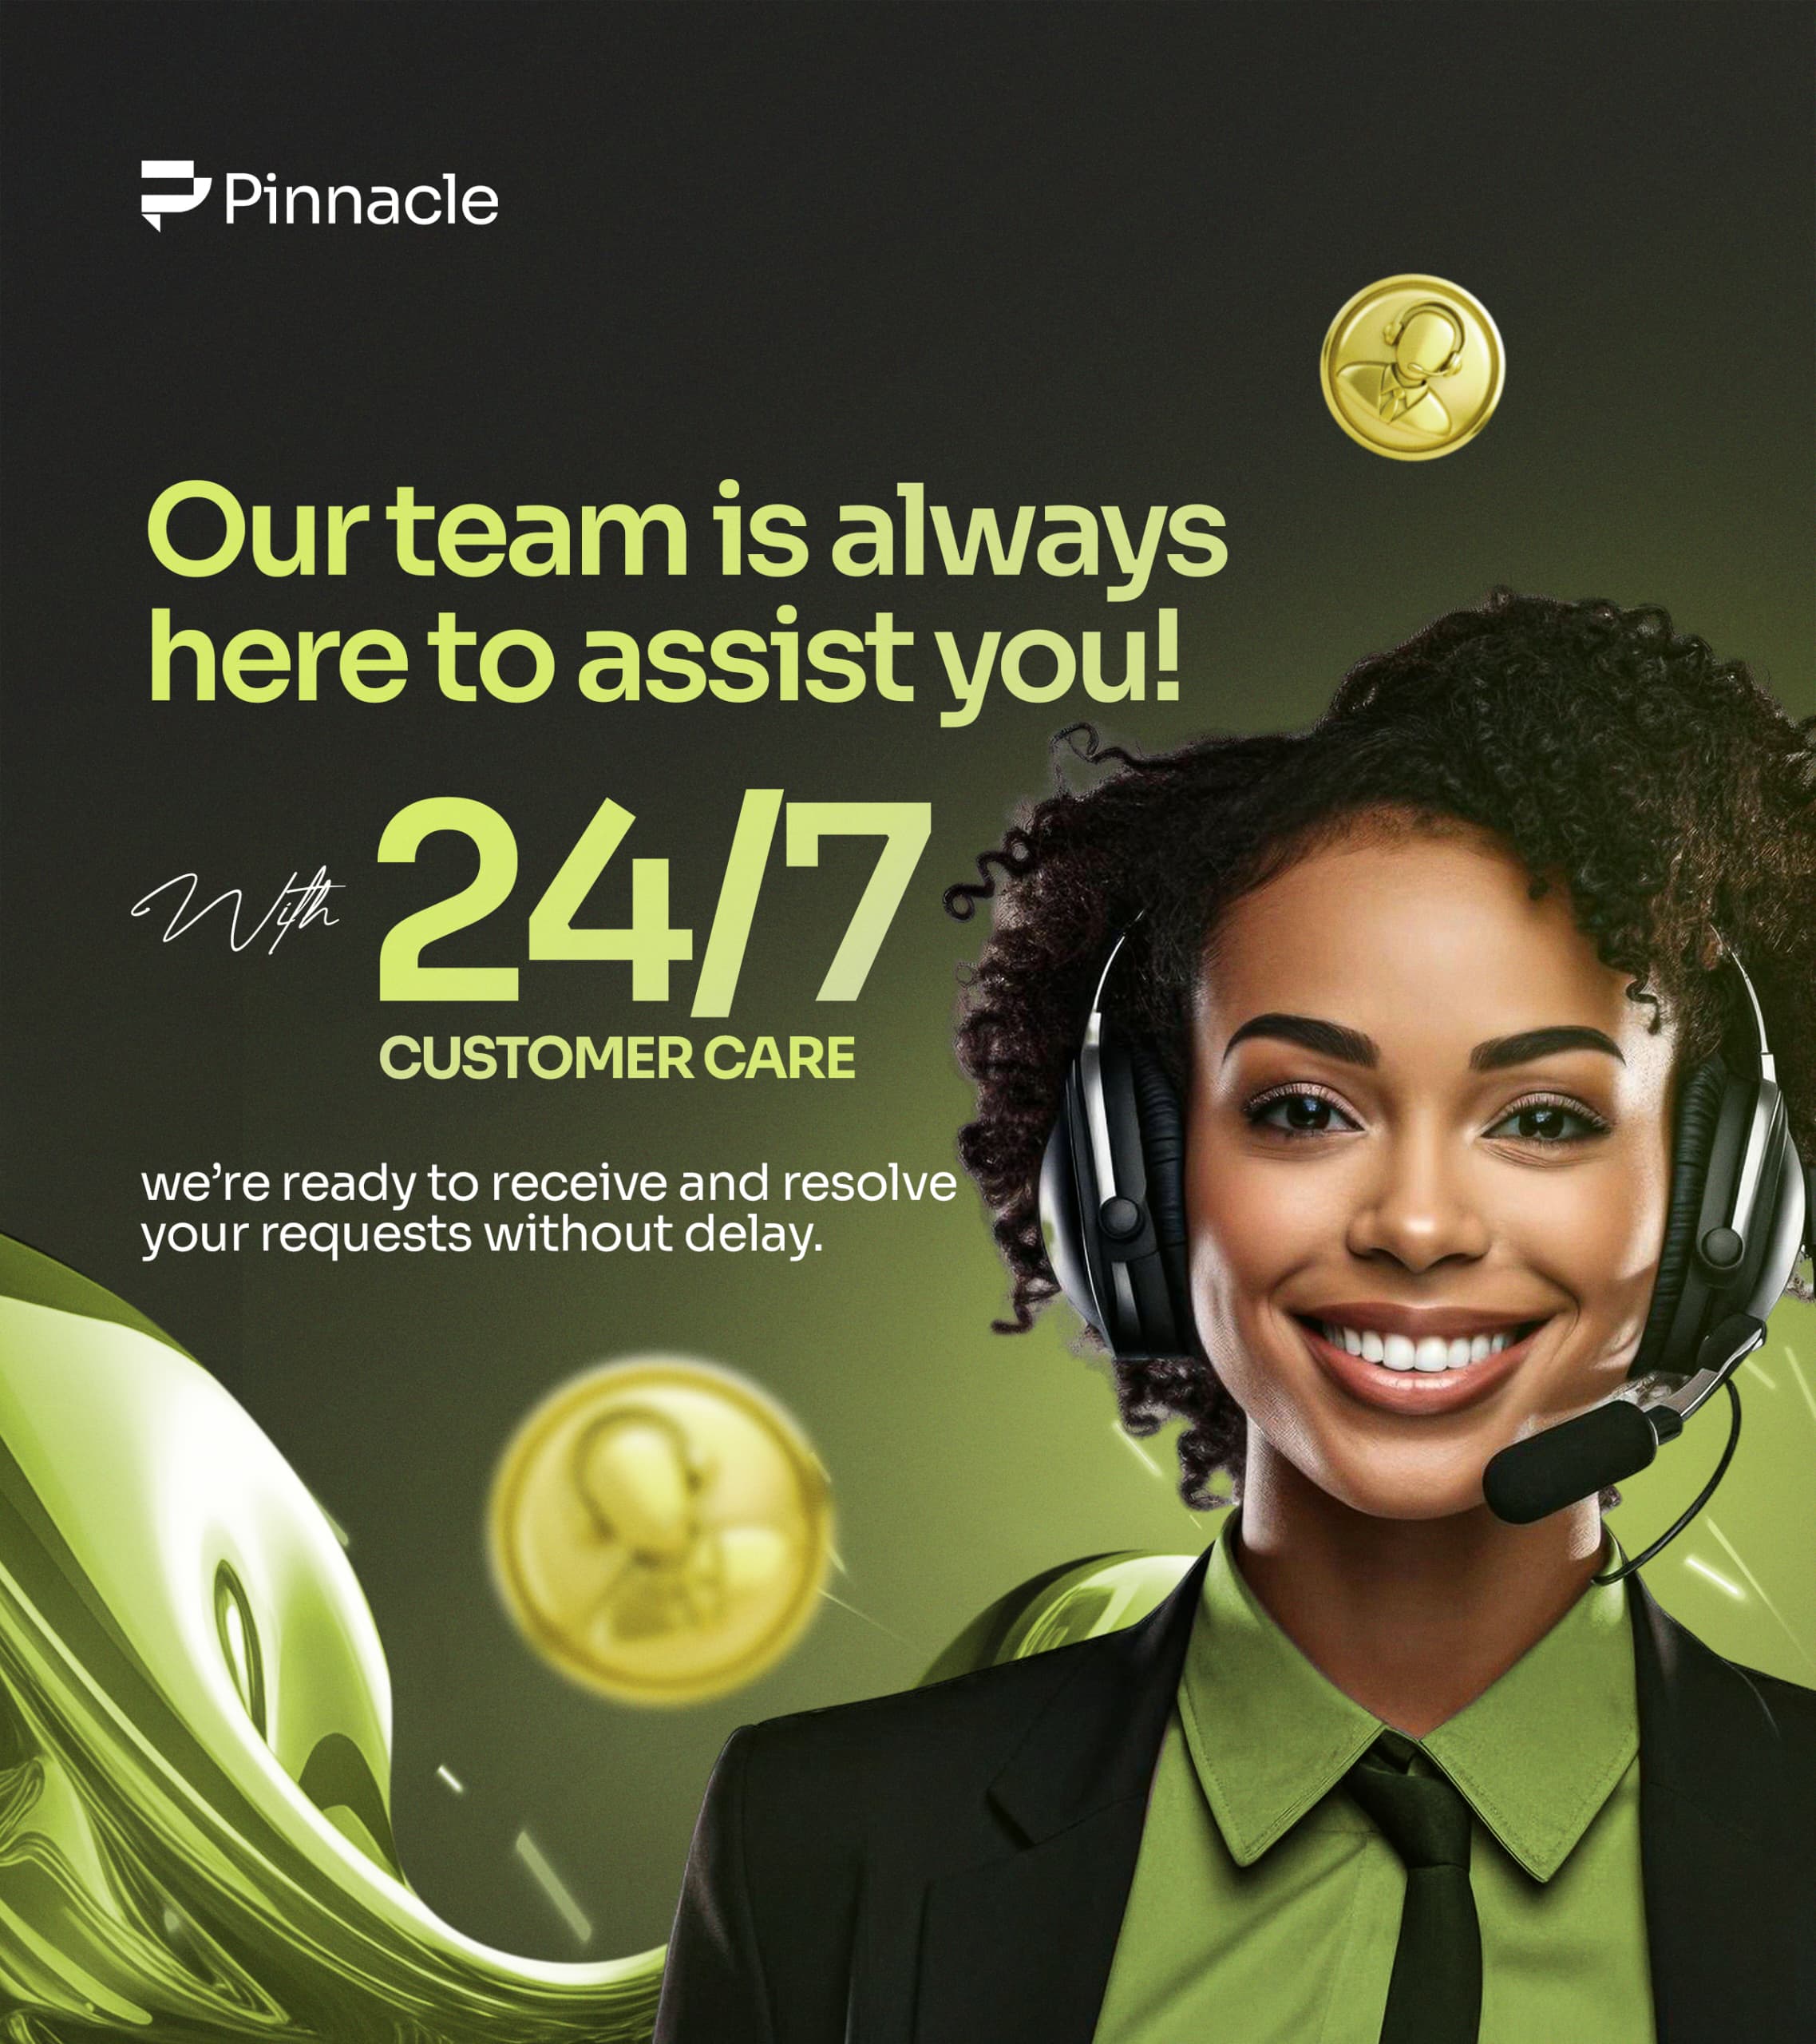 Pinnacle
Our team is always
here to assist you!
With 24/7
CUSTOMER CARE
we're ready to receive and resolve
your requests without delay.